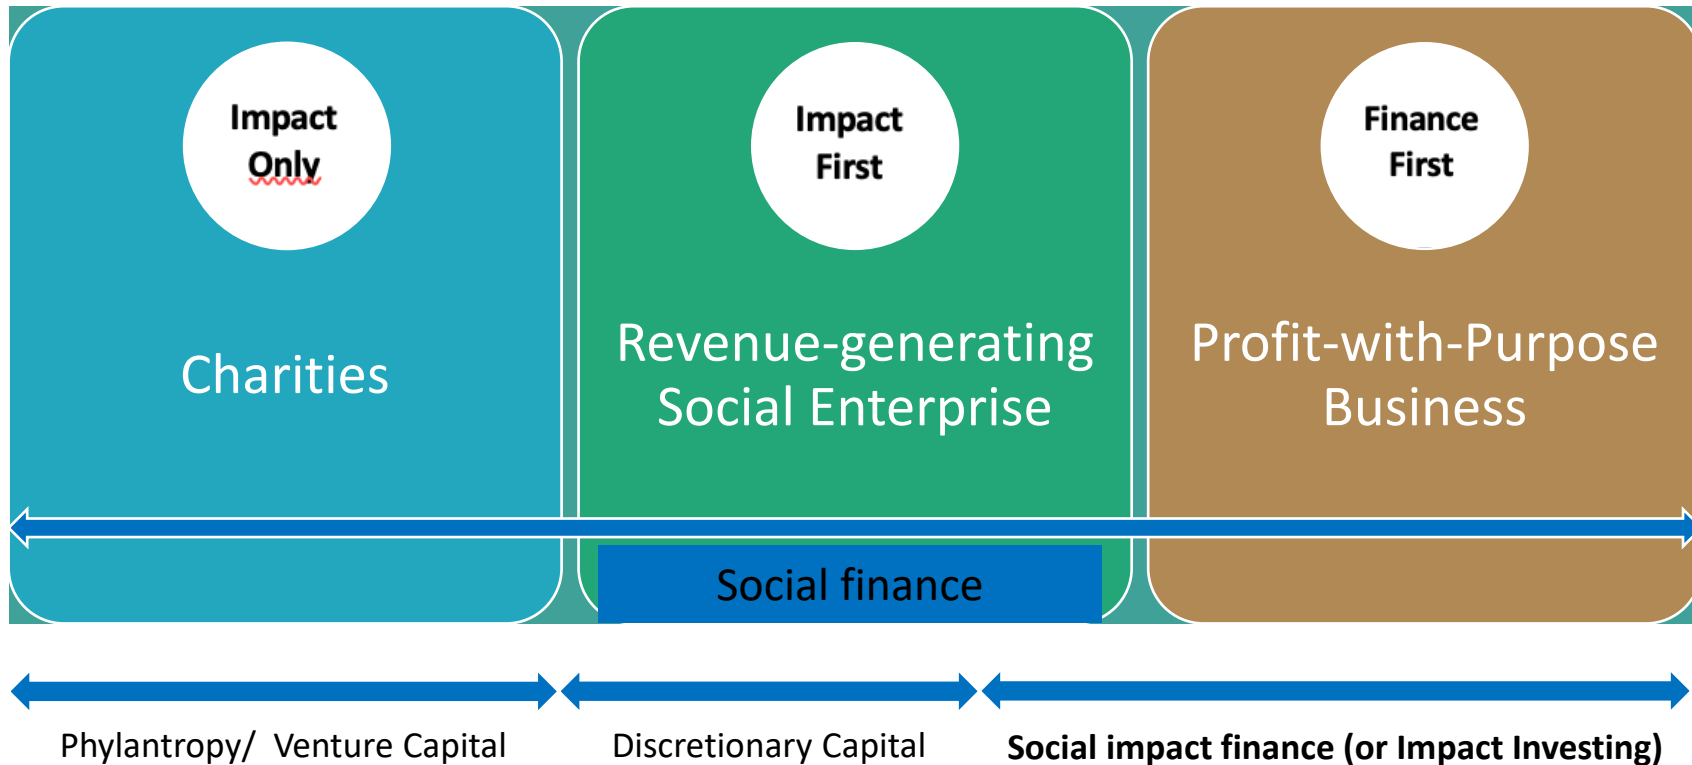 Impact
Only
Impact
First
Finance
First
Charities
Revenue-generating
Social Enterprise
Profit-with-Purpose
Business
Social finance
Phylantropy/ Venture Capital
Discretionary Capital
Social impact finance (or Impact Investing)